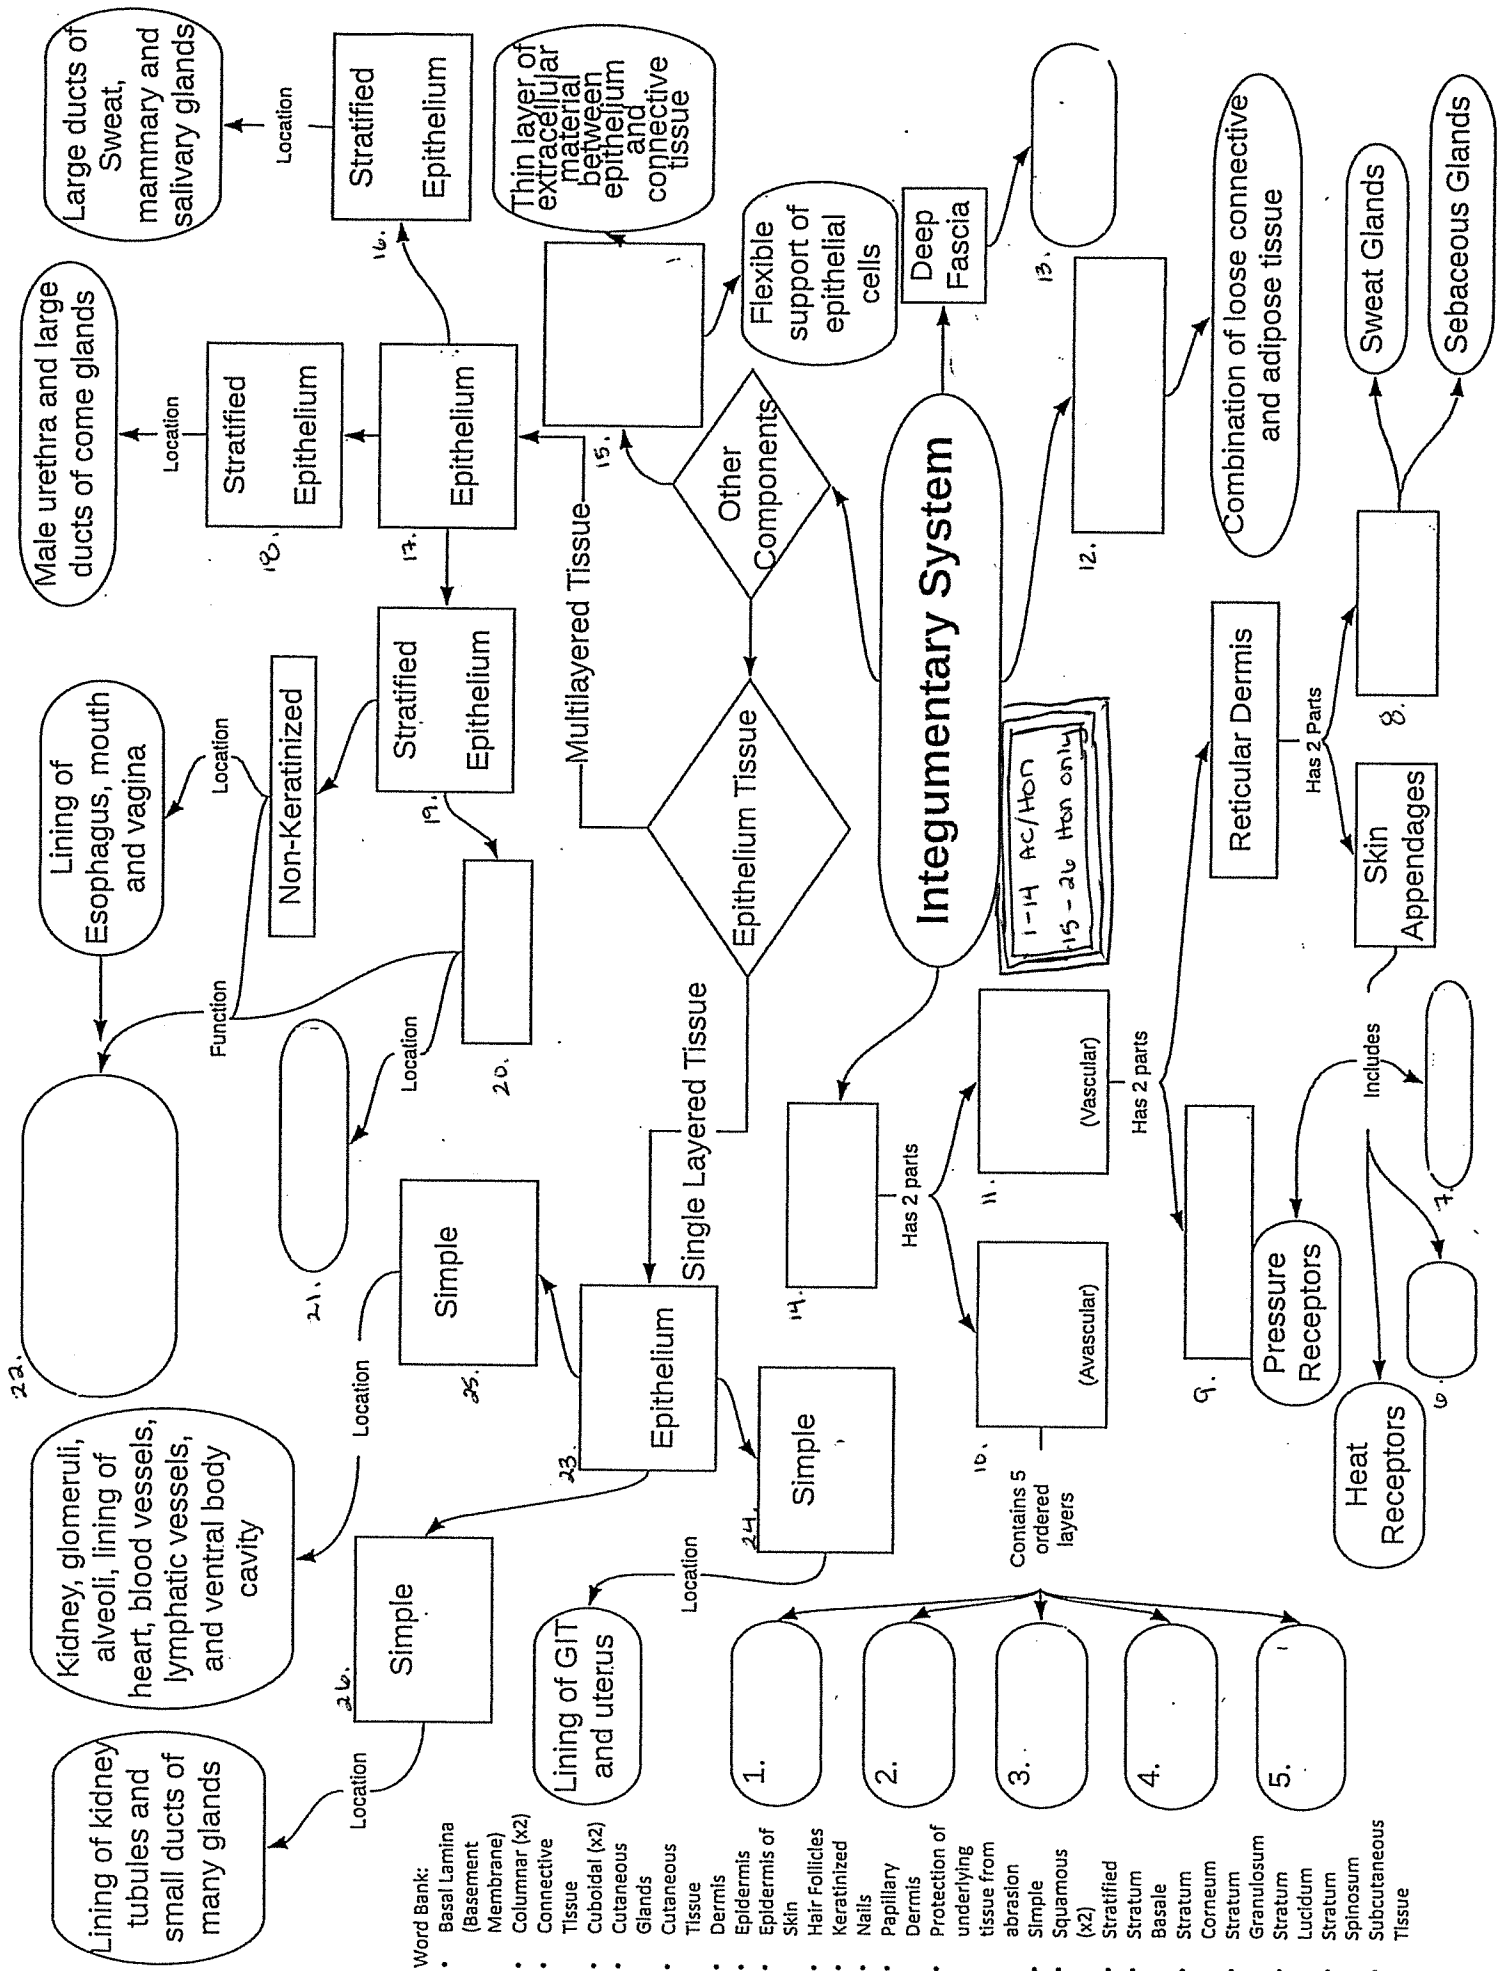 Lining of kidney
tubules and
small ducts of
many glands
Location
26.
Simple
Kidney, glomeruli,
alveoli, lining of
heart, blood vessels,
lymphatic vessels,
and ventral body
cavity
Location
25.
Simple
22.
21.
Location
Function
20.
Lining of
Esophagus, mouth
and vagina
Location
Non-Keratinized
19.
Stratified
Epithelium
Male urethra and large
ducts of come glands
Location
18.
Stratified
Epithelium
17.
Epithelium
Large ducts of
Sweat,
mammary and
salivary glands
Location
16.
Stratified
Epithelium
Lining of GIT
and uterus
Location
24.
Simple
23.
Epithelium
Single Layered Tissue
Epithelium Tissue
Multilayered Tissue
Other
Components
15.
Thin layer of
extracellular
material
between
epithelium
and
connective
tissue
Flexible
support of
epithelial
cells
Integumentary System
1-14 AC/Hon
15-26 Hon only
Deep
Fascia
13.
12.
Combination of loose connective
and adipose tissue
14.
Has 2 parts
10.
(Avascular)
11.
(Vascular)
Contains 5
ordered
layers
1.
2.
3.
4.
5.
Has 2 parts
9.
Reticular Dermis
Has 2 Parts
Skin
Appendages
8.
Sweat Glands
Sebaceous Glands
Includes
Pressure
Receptors
Heat
Receptors
6.
7.
Word Bank:
• Basal Lamina
(Basement
Membrane)
• Columnar (x2)
• Connective
Tissue
• Cuboidal (x2)
• Cutaneous
Glands
• Cutaneous
Tissue
• Dermis
• Epidermis
• Epidermis of
Skin
• Hair Follicles
• Keratinized
• Nails
• Papillary
Dermis
• Protection of
underlying
tissue from
abrasion
• Simple
• Squamous
(x2)
• Stratified
• Stratum
Basale
• Stratum
Corneum
• Stratum
Granulosum
• Stratum
Lucidum
• Stratum
Spinosum
• Subcutaneous
Tissue